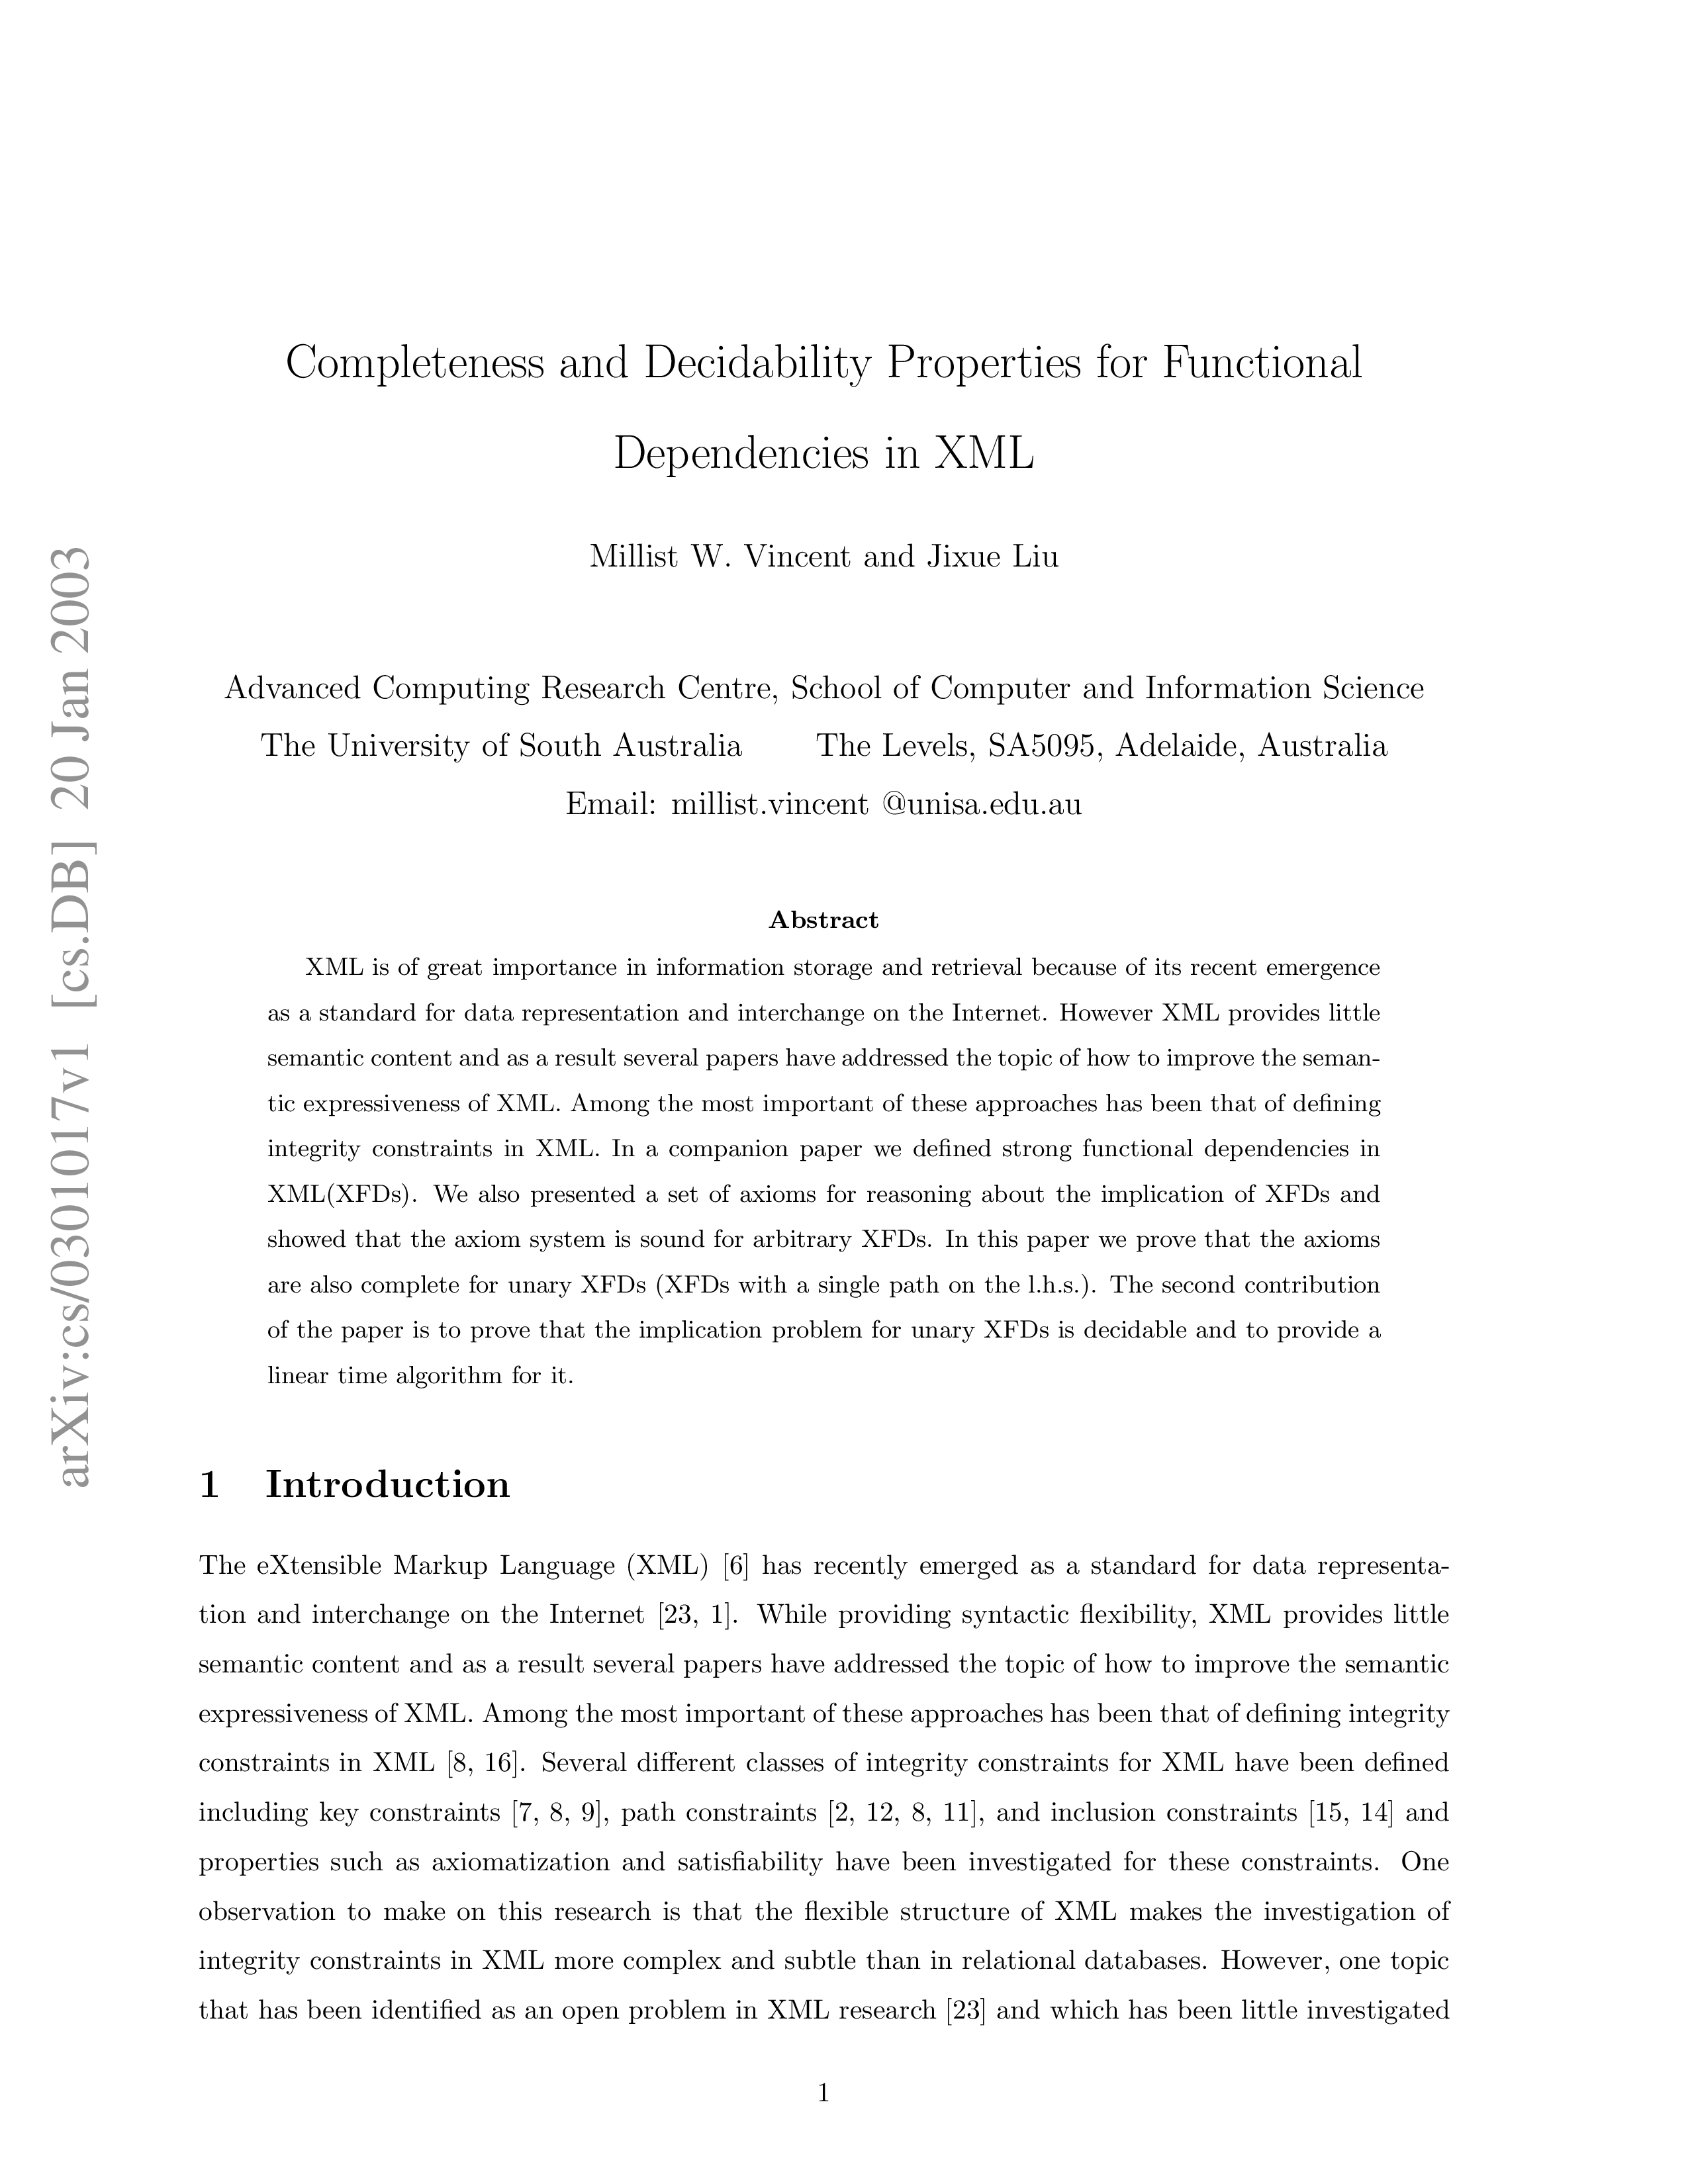 Completeness and Decidability Properties for Functional
Dependencies in XML
Millist W. Vincent and Jixue Liu
Advanced Computing Research Centre, School of Computer and Information Science
The University of South Australia The Levels, SA5095, Adelaide, Australia
Email: millist.vincent @unisa.edu.au
arXiv:cs/0301017v1 [cs.DB] 20 Jan 2003
Abstract
XML is of great importance in information storage and retrieval because of its recent emergence
as a standard for data representation and interchange on the Internet. However XML provides little
semantic content and as a result several papers have addressed the topic of how to improve the seman-
tic expressiveness of XML. Among the most important of these approaches has been that of defining
integrity constraints in XML. In a companion paper we defined strong functional dependencies in
XML(XFDs). We also presented a set of axioms for reasoning about the implication of XFDs and
showed that the axiom system is sound for arbitrary XFDs. In this paper we prove that the axioms
are also complete for unary XFDs (XFDs with a single path on the l.h.s.). The second contribution
of the paper is to prove that the implication problem for unary XFDs is decidable and to provide a
linear time algorithm for it.
1 Introduction
The eXtensible Markup Language (XML) [6] has recently emerged as a standard for data representa-
tion and interchange on the Internet [23, 1]. While providing syntactic flexibility, XML provides little
semantic content and as a result several papers have addressed the topic of how to improve the semantic
expressiveness of XML. Among the most important of these approaches has been that of defining integrity
constraints in XML [8, 16]. Several different classes of integrity constraints for XML have been defined
including key constraints [7, 8, 9], path constraints [2, 12, 8, 11], and inclusion constraints [15, 14] and
properties such as axiomatization and satisfiability have been investigated for these constraints. One
observation to make on this research is that the flexible structure of XML makes the investigation of
integrity constraints in XML more complex and subtle than in relational databases. However, one topic
that has been identified as an open problem in XML research [23] and which has been little investigated
1